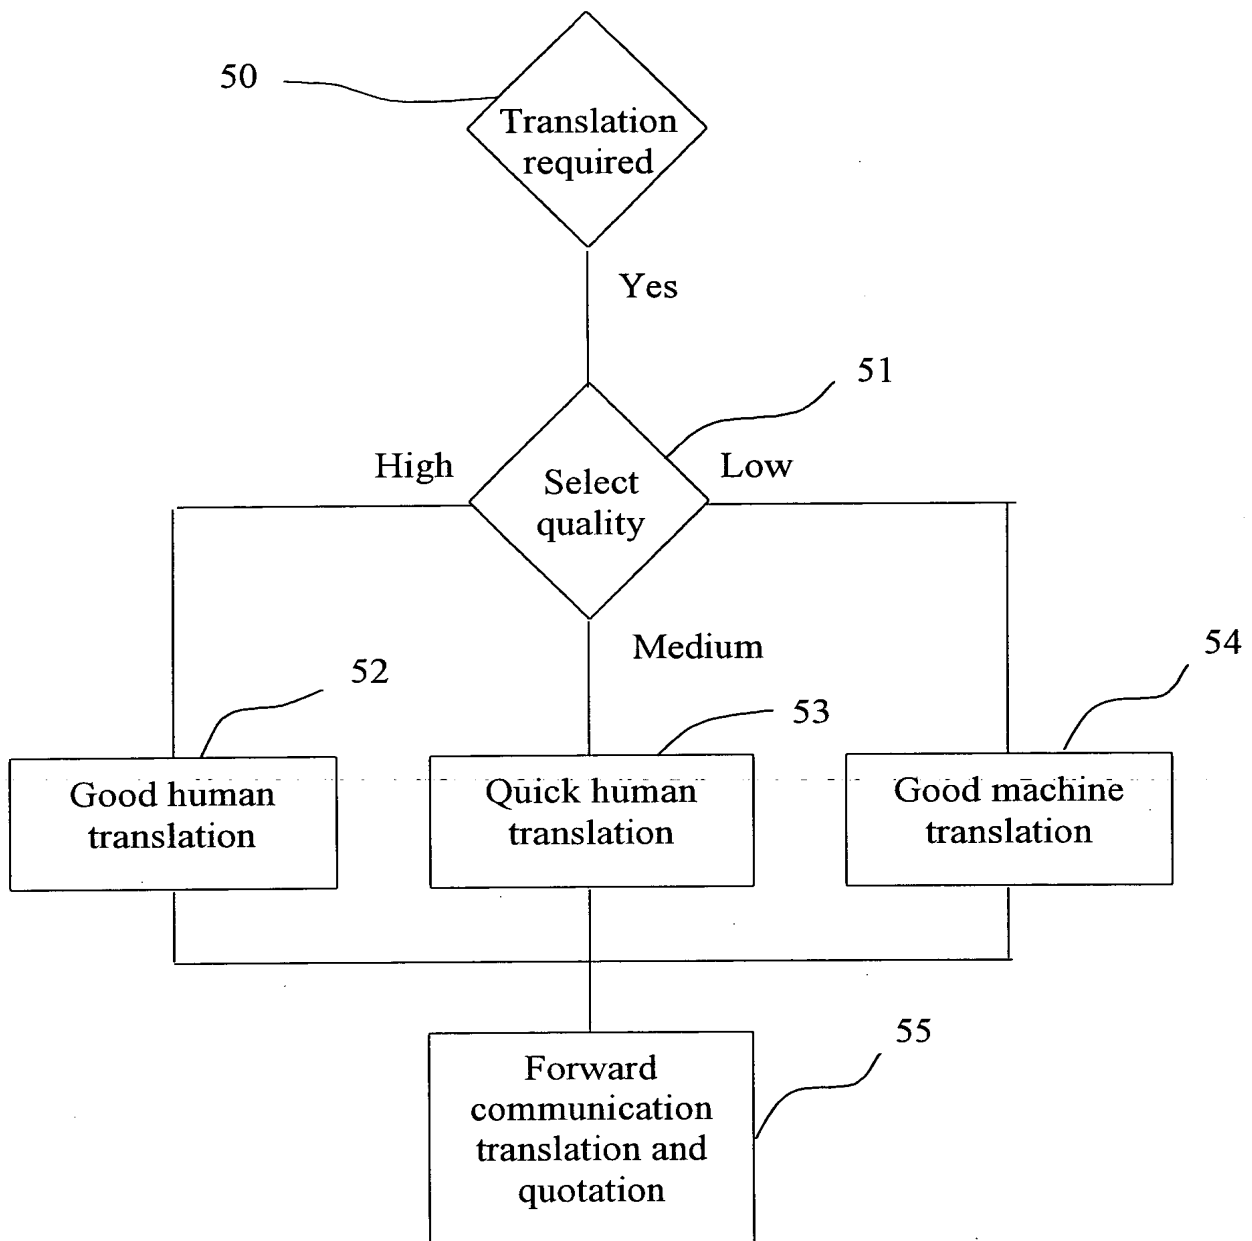 50
Translation
required
Yes
51
High
Low
Select
quality
Medium
54
52
53
Good human
translation
Quick human
translation
Good machine
translation
55
Forward
communication
translation and
quotation